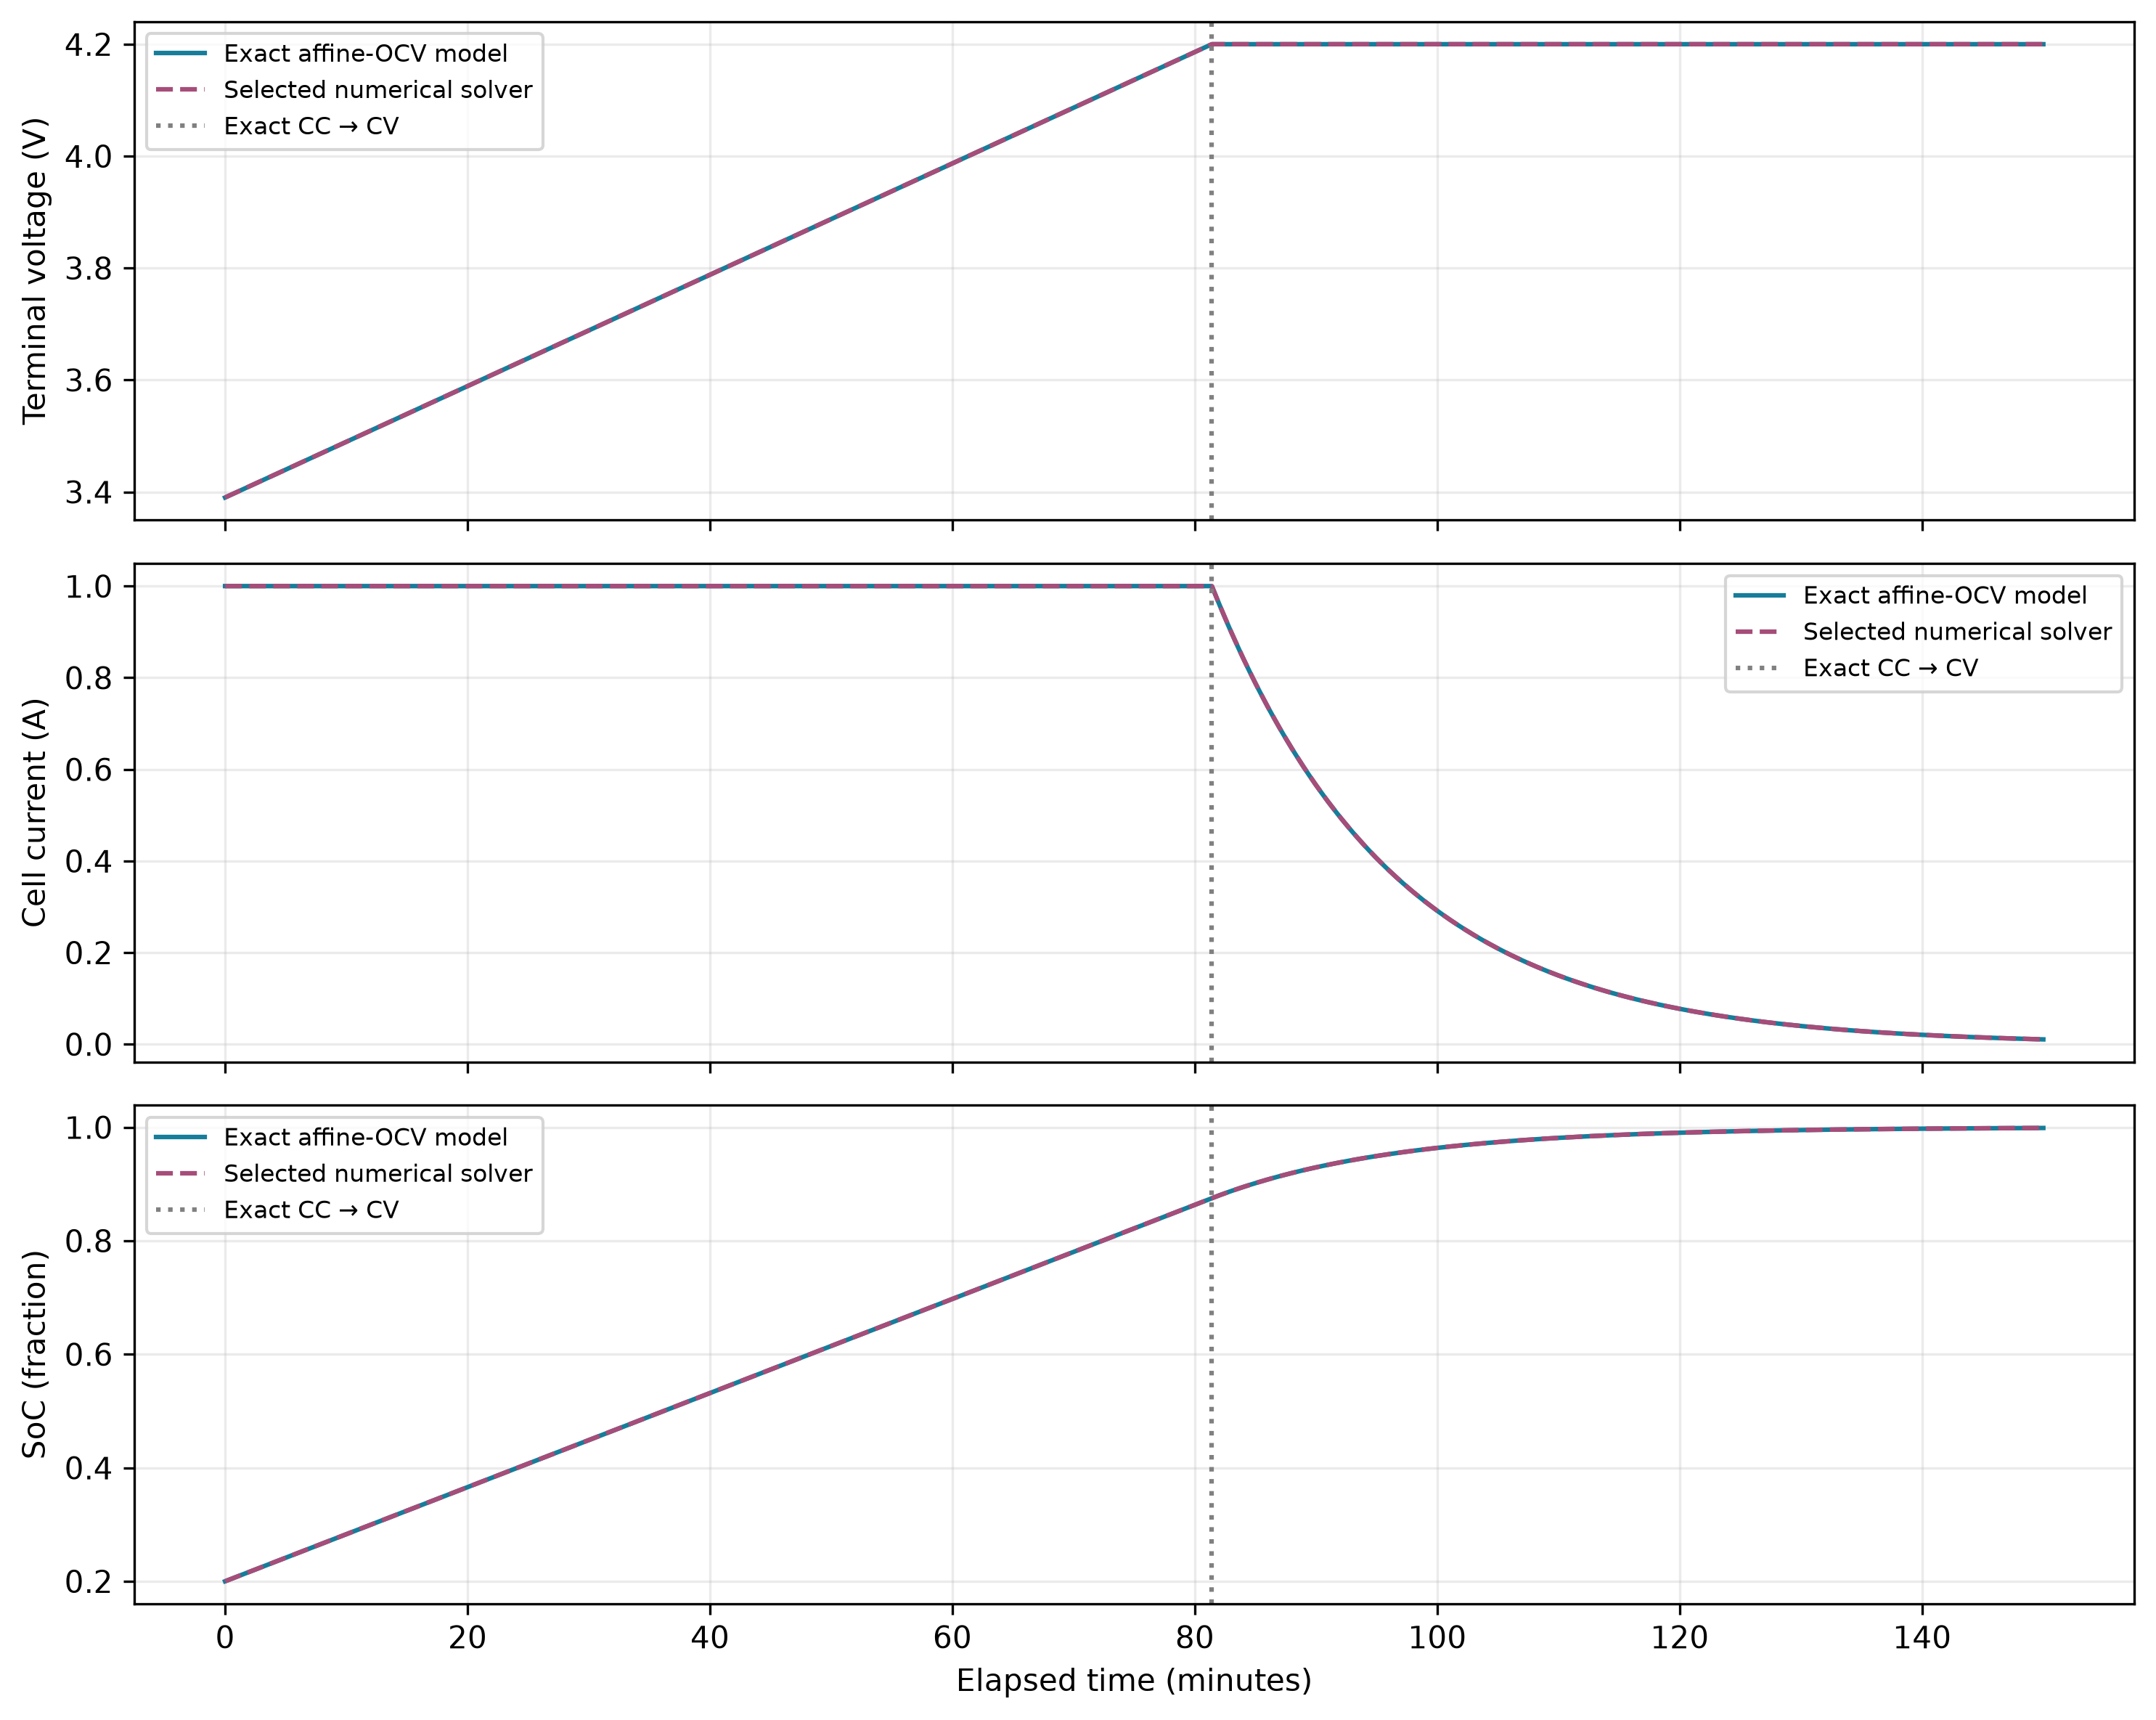 4.2
4.0
3.8
3.6
3.4
Terminal voltage (V)
Exact affine-OCV model
Selected numerical solver
Exact CC → CV
1.0
0.8
0.6
0.4
0.2
0.0
Cell current (A)
Exact affine-OCV model
Selected numerical solver
Exact CC → CV
1.0
0.8
0.6
0.4
0.2
SoC (fraction)
Exact affine-OCV model
Selected numerical solver
Exact CC → CV
0 20 40 60 80 100 120 140
Elapsed time (minutes)